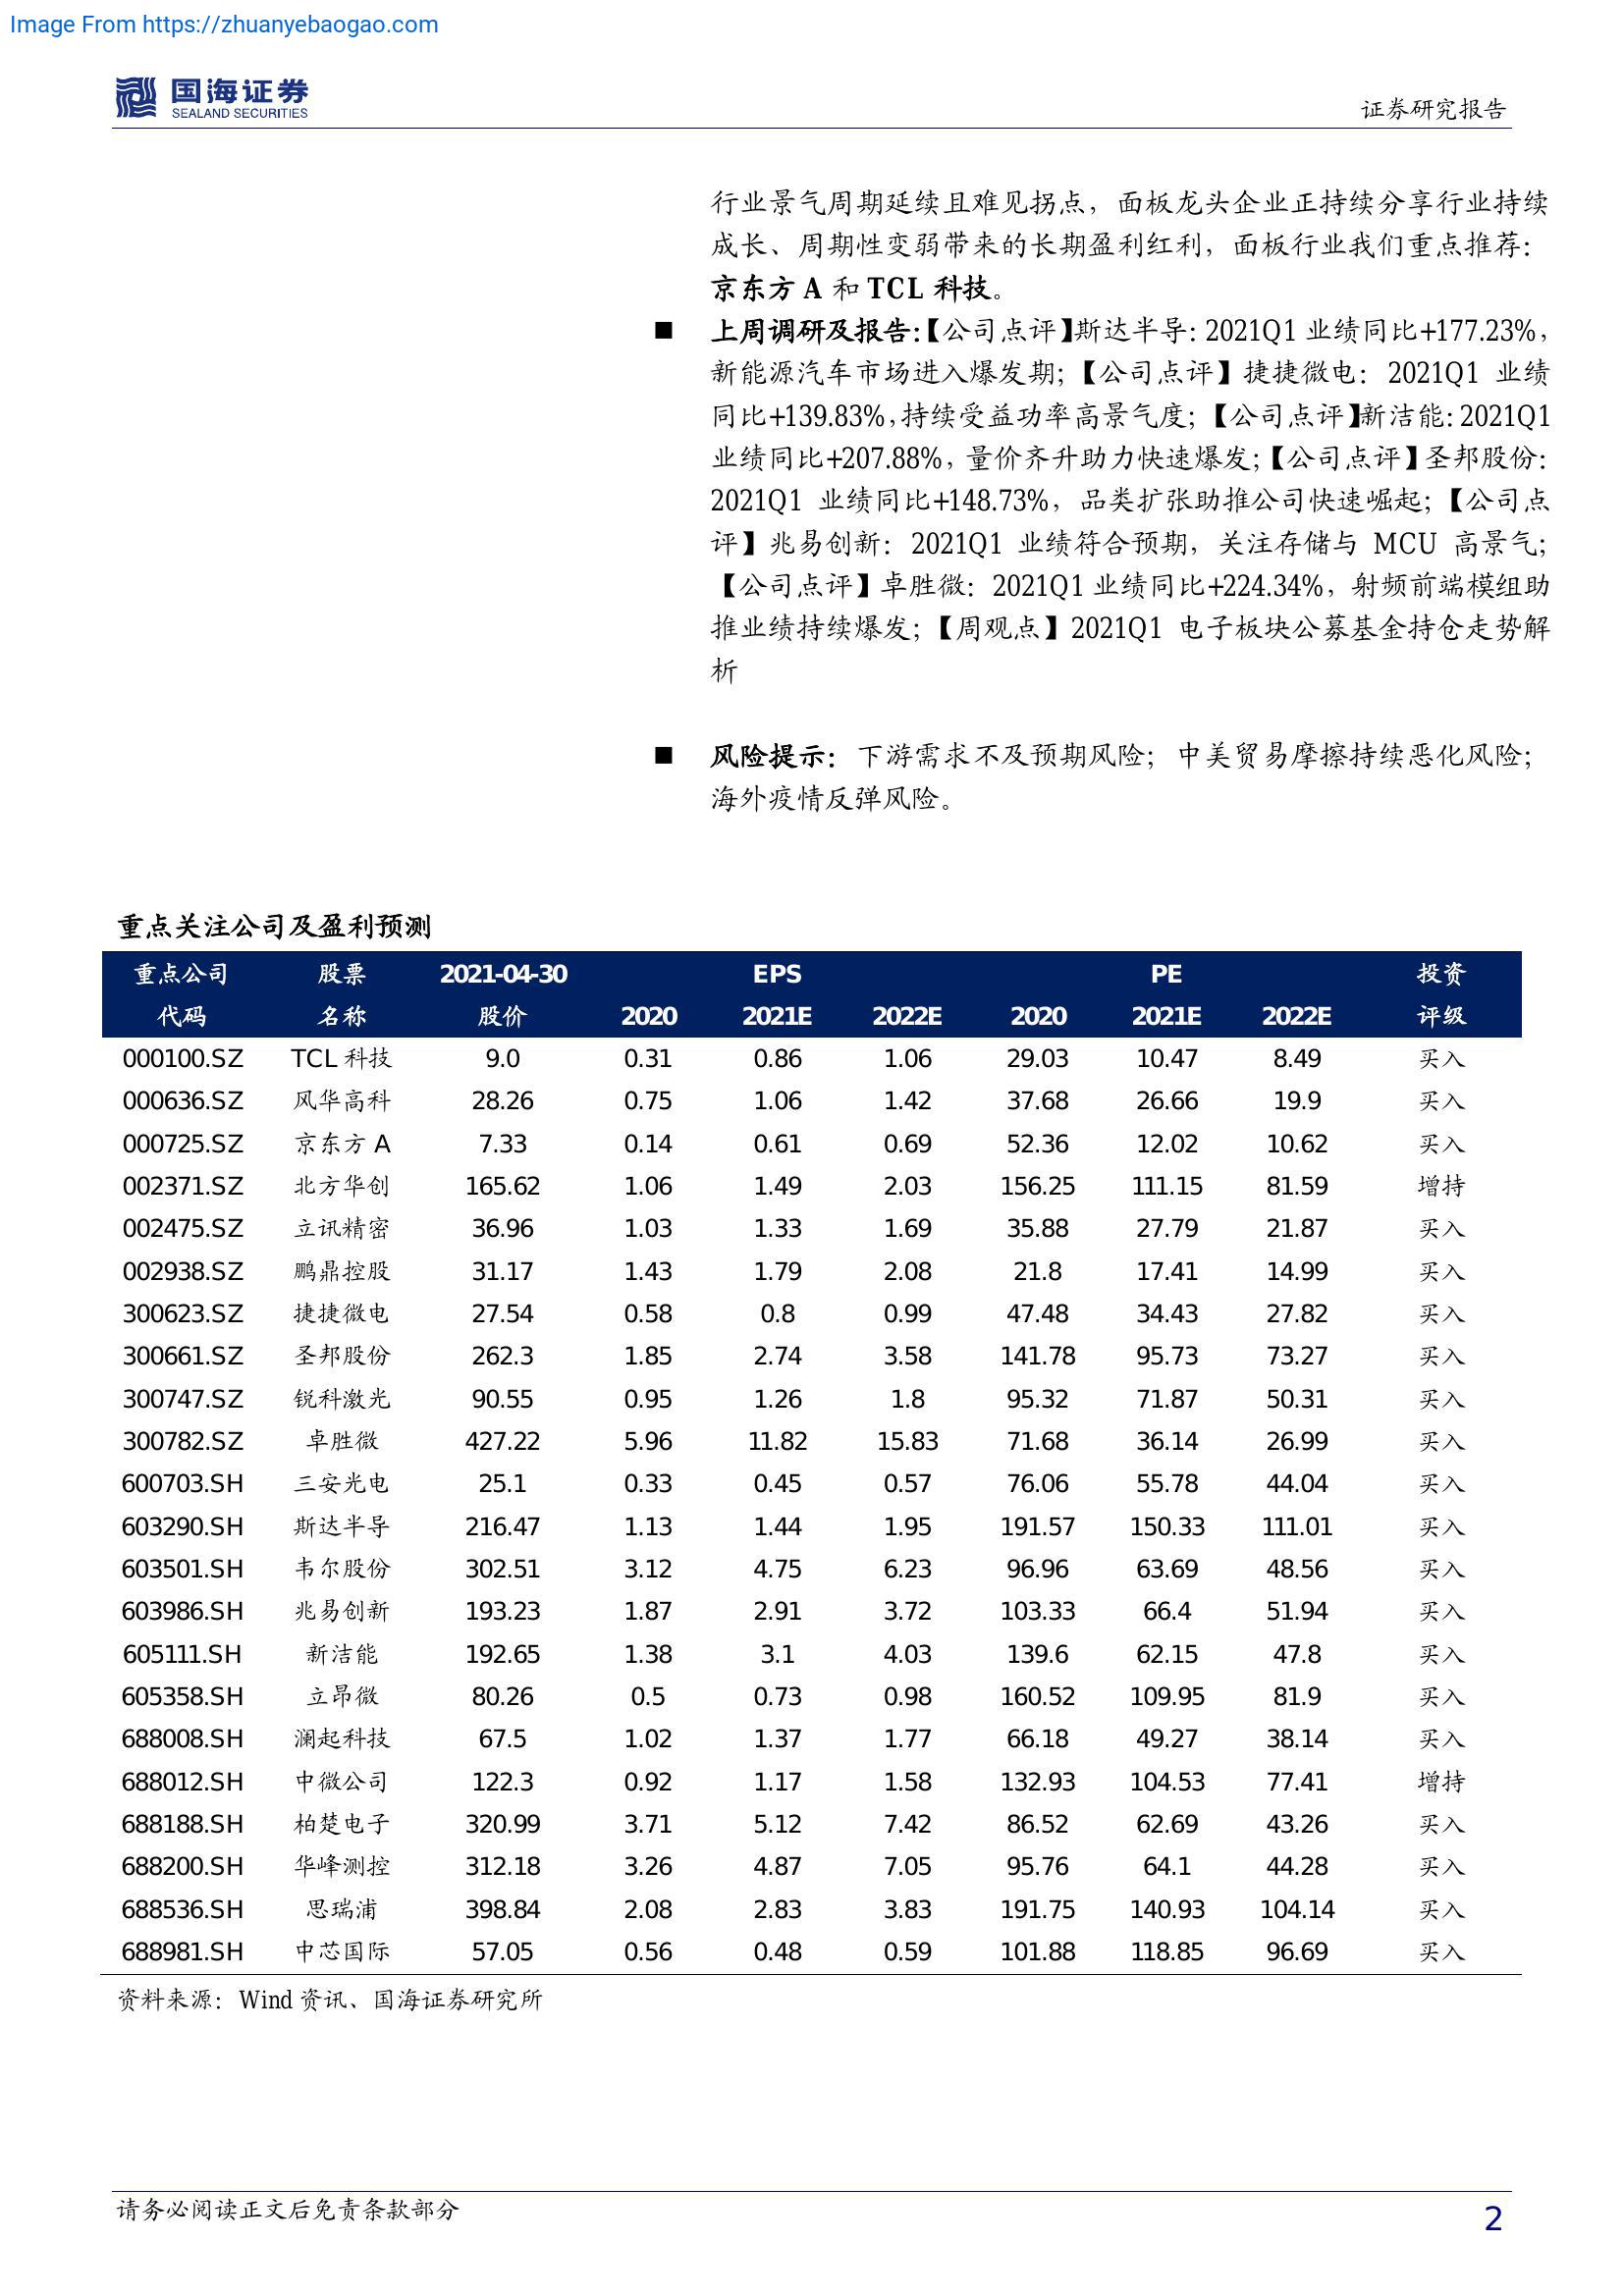 Image From https://zhuanyebaogao.com
国海证券
SEALAND SECURITIES
证券研究报告
行业景气周期延续且难见拐点，面板龙头企业正持续分享行业持续
成长、周期性变弱带来的长期盈利红利，面板行业我们重点推荐：
京东方 A 和 TCL 科技。
■ 上周调研及报告:【公司点评】斯达半导: 2021Q1 业绩同比+177.23%，
新能源汽车市场进入爆发期；【公司点评】捷捷微电：2021Q1 业绩
同比+139.83%，持续受益功率高景气度；【公司点评】新洁能: 2021Q1
业绩同比+207.88%，量价齐升助力快速爆发；【公司点评】圣邦股份：
2021Q1 业绩同比+148.73%，品类扩张助推公司快速崛起；【公司点
评】兆易创新：2021Q1 业绩符合预期，关注存储与 MCU 高景气；
【公司点评】卓胜微：2021Q1 业绩同比+224.34%，射频前端模组助
推业绩持续爆发；【周观点】2021Q1 电子板块公募基金持仓走势解
析
■ 风险提示：下游需求不及预期风险；中美贸易摩擦持续恶化风险；
海外疫情反弹风险。
重点关注公司及盈利预测
重点公司 股票 2021-04-30 EPS PE 投资
代码 名称 股价 2020 2021E 2022E 2020 2021E 2022E 评级
000100.SZ TCL 科技 9.0 0.31 0.86 1.06 29.03 10.47 8.49 买入
000636.SZ 风华高科 28.26 0.75 1.06 1.42 37.68 26.66 19.9 买入
000725.SZ 京东方 A 7.33 0.14 0.61 0.69 52.36 12.02 10.62 买入
002371.SZ 北方华创 165.62 1.06 1.49 2.03 156.25 111.15 81.59 增持
002475.SZ 立讯精密 36.96 1.03 1.33 1.69 35.88 27.79 21.87 买入
002938.SZ 鹏鼎控股 31.17 1.43 1.79 2.08 21.8 17.41 14.99 买入
300623.SZ 捷捷微电 27.54 0.58 0.8 0.99 47.48 34.43 27.82 买入
300661.SZ 圣邦股份 262.3 1.85 2.74 3.58 141.78 95.73 73.27 买入
300747.SZ 锐科激光 90.55 0.95 1.26 1.8 95.32 71.87 50.31 买入
300782.SZ 卓胜微 427.22 5.96 11.82 15.83 71.68 36.14 26.99 买入
600703.SH 三安光电 25.1 0.33 0.45 0.57 76.06 55.78 44.04 买入
603290.SH 斯达半导 216.47 1.13 1.44 1.95 191.57 150.33 111.01 买入
603501.SH 韦尔股份 302.51 3.12 4.75 6.23 96.96 63.69 48.56 买入
603986.SH 兆易创新 193.23 1.87 2.91 3.72 103.33 66.4 51.94 买入
605111.SH 新洁能 192.65 1.38 3.1 4.03 139.6 62.15 47.8 买入
605358.SH 立昂微 80.26 0.5 0.73 0.98 160.52 109.95 81.9 买入
688008.SH 澜起科技 67.5 1.02 1.37 1.77 66.18 49.27 38.14 买入
688012.SH 中微公司 122.3 0.92 1.17 1.58 132.93 104.53 77.41 增持
688188.SH 柏楚电子 320.99 3.71 5.12 7.42 86.52 62.69 43.26 买入
688200.SH 华峰测控 312.18 3.26 4.87 7.05 95.76 64.1 44.28 买入
688536.SH 思瑞浦 398.84 2.08 2.83 3.83 191.75 140.93 104.14 买入
688981.SH 中芯国际 57.05 0.56 0.48 0.59 101.88 118.85 96.69 买入
资料来源：Wind 资讯、国海证券研究所
请务必阅读正文后免责条款部分
2